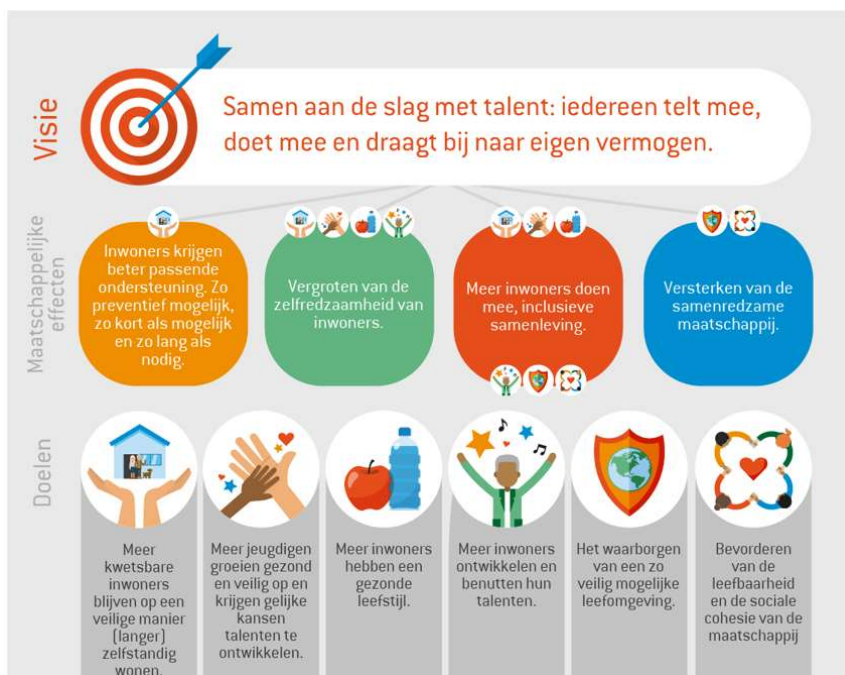 Visie
Samen aan de slag met talent: iedereen telt mee,
doet mee en draagt bij naar eigen vermogen.
Maatschappelijke
effecten
Inwoners krijgen
beter passende
ondersteuning. Zo
preventief mogelijk,
zo kort als mogelijk
en zo lang als
nodig.
Vergroten van de
zelfredzaamheid van
inwoners.
Meer inwoners doen
mee, inclusieve
samenleving.
Versterken van de
samenredzame
maatschappij.
Doelen
Meer
kwetsbare
inwoners
blijven op een
veilige manier
(langer)
zelfstandig
wonen.
Meer jeugdigen
groeien gezond
en veilig op en
krijgen gelijke
kansen
talenten te
ontwikkelen.
Meer inwoners
hebben een
gezonde
leefstijl.
Meer inwoners
ontwikkelen en
benutten hun
talenten.
Het waarborgen
van een zo
veilig mogelijke
leefomgeving.
Bevorderen
van de
leefbaarheid
en de sociale
cohesie van de
maatschappij